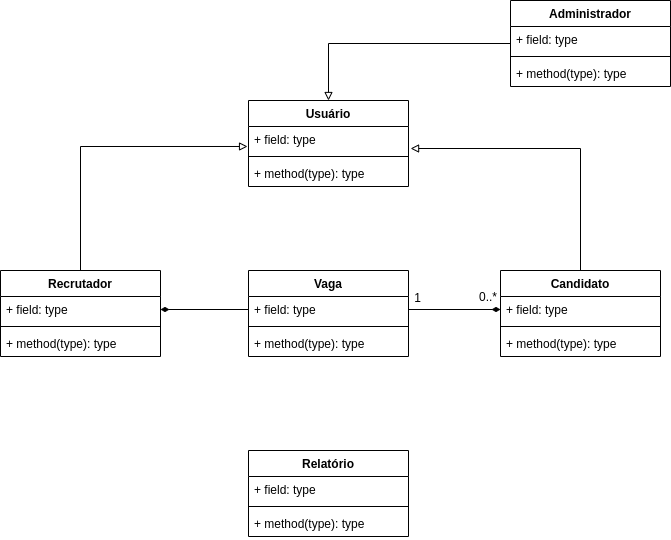 Administrador
+ field: type
+ method(type): type
Usuário
+ field: type
+ method(type): type
Recrutador
+ field: type
+ method(type): type
Vaga
+ field: type
+ method(type): type
1
0..*
Candidato
+ field: type
+ method(type): type
Relatório
+ field: type
+ method(type): type